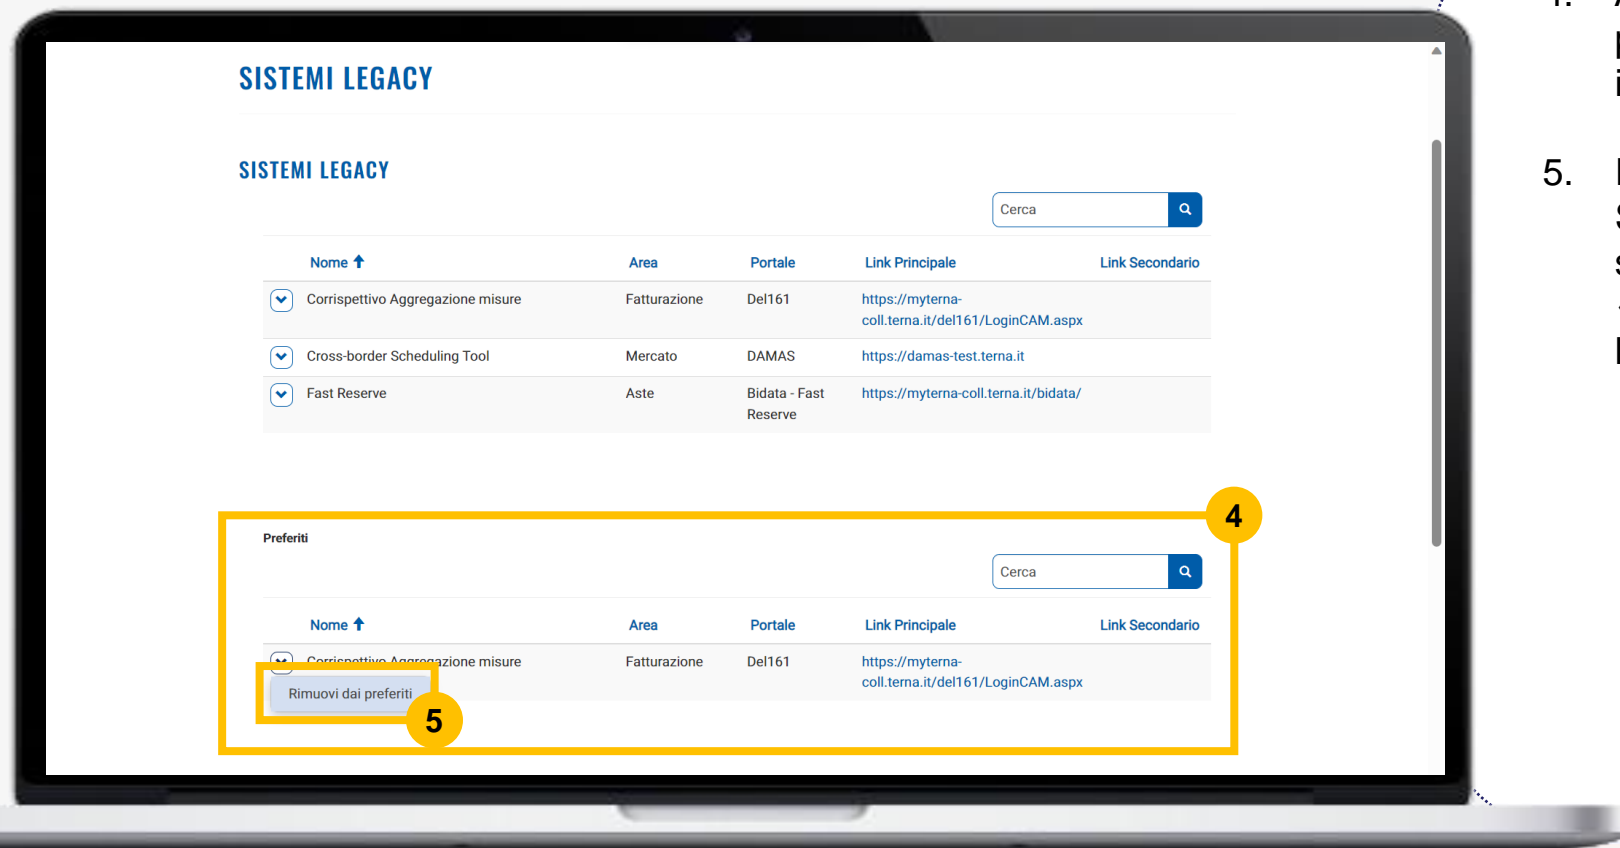 SISTEMI LEGACY
SISTEMI LEGACY
Cerca
Nome Area Portale Link Principale Link Secondario
Corrispettivo Aggregazione misure Fatturazione Del161 https://myterna-
coll.terna.it/del161/LoginCAM.aspx
Cross-border Scheduling Tool Mercato DAMAS https://damas-test.terna.it
Fast Reserve Aste Bidata - Fast https://myterna-coll.terna.it/bidata/
Reserve
4
Preferiti
Cerca
Nome Area Portale Link Principale Link Secondario
Corrispettivo Aggregazione misure Fatturazione Del161 https://myterna-
coll.terna.it/del161/LoginCAM.aspx
Rimuovi dai preferiti
5
5.